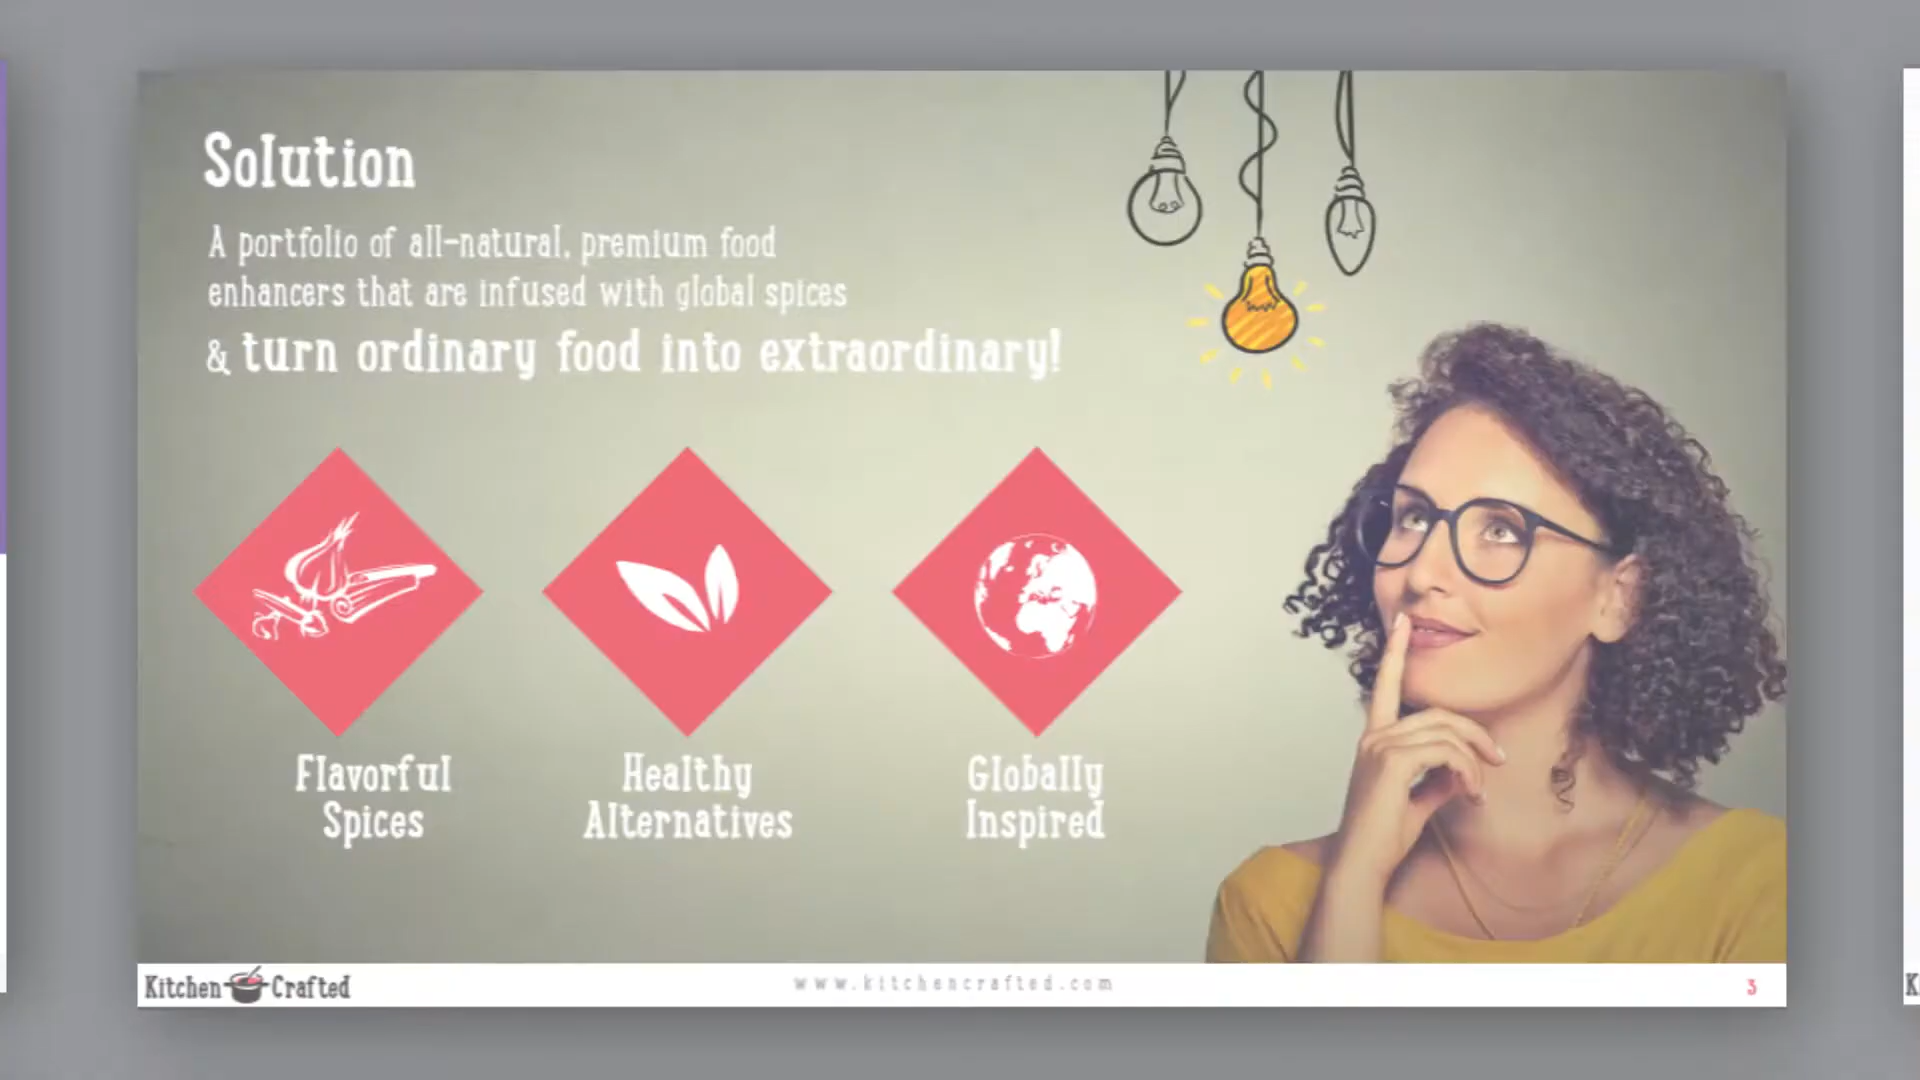 Solution
A portfolio of all-natural, premium food
enhancers that are infused with global spices
& turn ordinary food into extraordinary!
Flavorful
Spices
Healthy
Alternatives
Globally
Inspired
Kitchen Crafted
www.kitchencrafted.com
3
K